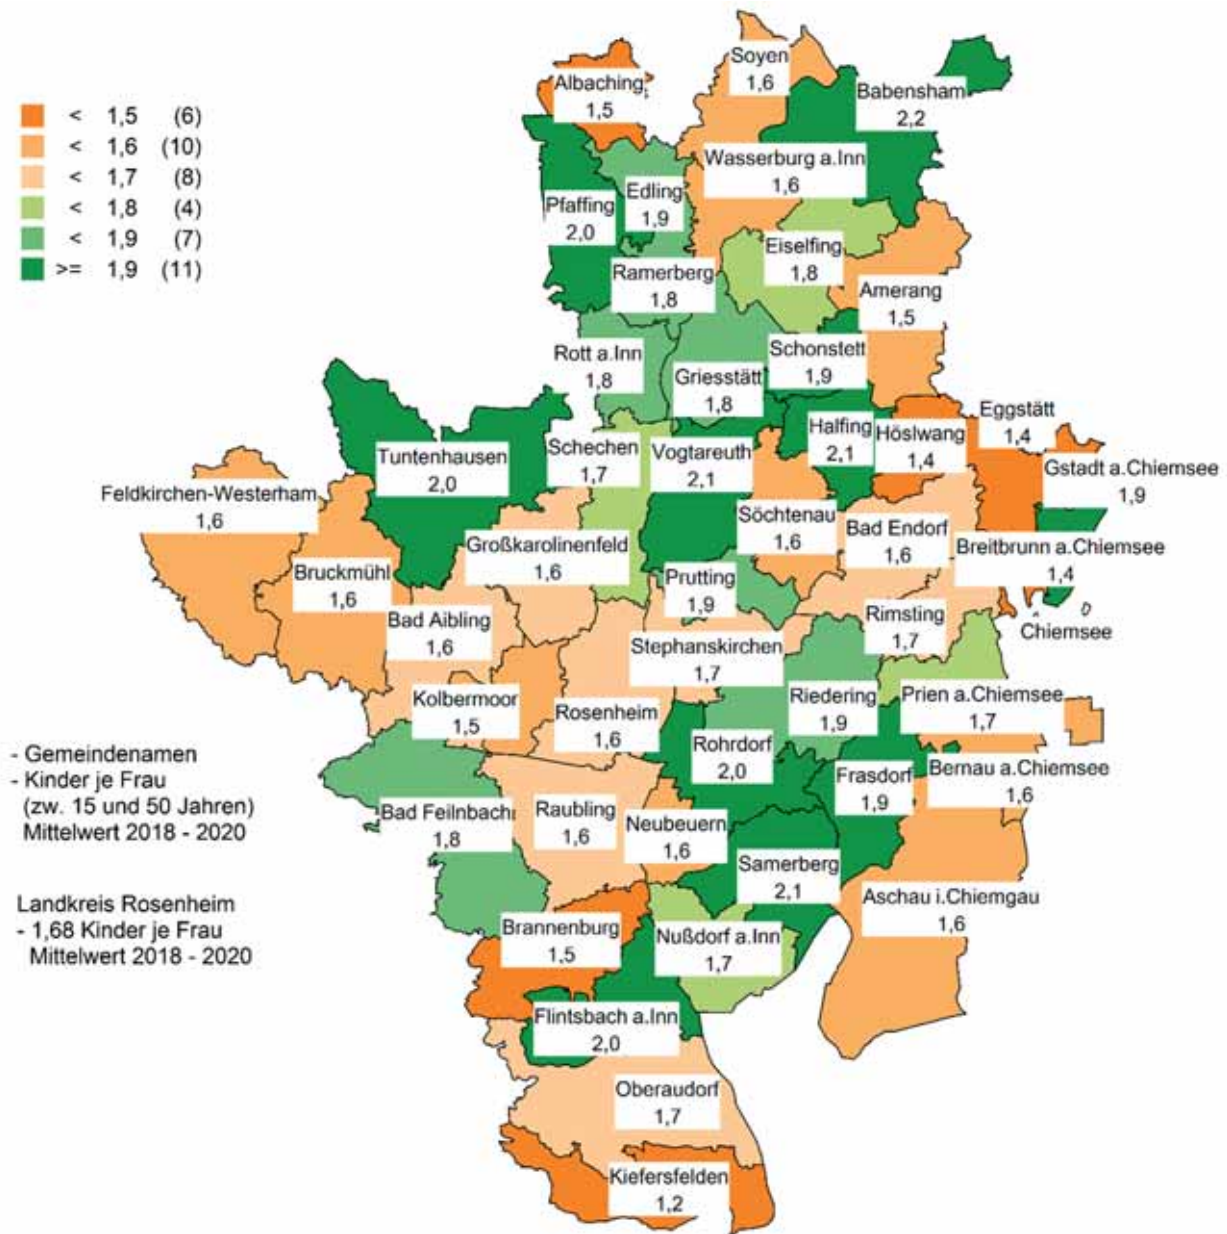 < 1,5 (6)
< 1,6 (10)
< 1,7 (8)
< 1,8 (4)
< 1,9 (7)
>= 1,9 (11)
Soyen
1,6
Albaching
1,5
Babensham
2,2
Wasserburg a.Inn
1,6
Edling
1,9
Pfaffing
2,0
Eiselfing
1,8
Ramerberg
1,8
Amerang
1,5
Rott a.Inn
1,8
Schonstett
1,9
Griesstätt
1,8
Eggstätt
1,4
Halfing
2,1
Höslwang
1,4
Schechen
1,7
Vogtareuth
2,1
Tuntenhausen
2,0
Gstadt a.Chiemsee
1,9
Feldkirchen-Westerham
1,6
Söchtenau
1,6
Bad Endorf
1,6
Großkarolinenfeld
1,6
Breitbrunn a.Chiemsee
1,4
Bruckmühl
1,6
Prutting
1,9
Bad Aibling
1,6
Rimsting
1,7
Chiemsee
Stephanskirchen
1,7
Kolbermoor
1,5
Riedering
1,9
Prien a.Chiemsee
1,7
Rosenheim
1,6
Rohrdorf
2,0
Frasdorf
1,9
Bernau a.Chiemsee
1,6
- Gemeindenamen
- Kinder je Frau
(zw. 15 und 50 Jahren)
Mittelwert 2018 - 2020
Bad Feilnbach
1,8
Raubling
1,6
Neubeuern
1,6
Samerberg
2,1
Aschau i.Chiemgau
1,6
Landkreis Rosenheim
- 1,68 Kinder je Frau
Mittelwert 2018 - 2020
Brannenburg
1,5
Nußdorf a.Inn
1,7
Flintsbach a.Inn
2,0
Oberaudorf
1,7
Kiefersfelden
1,2